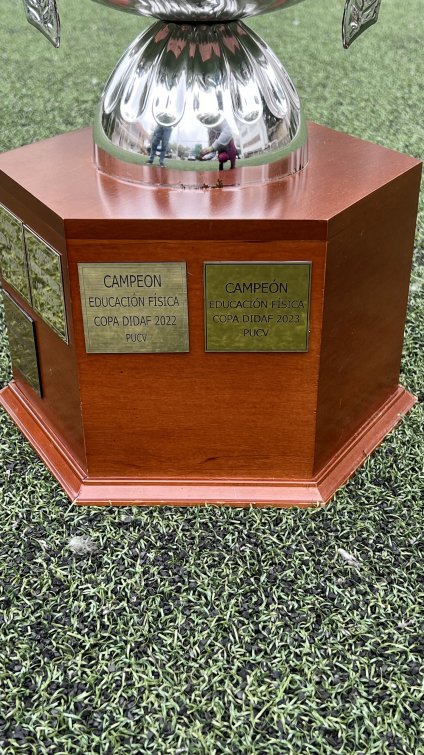 CAMPEON
EDUCACIÓN FÍSICA
COPA DIDAF 2022
PUCV
CAMPEÓN
EDUCACIÓN FÍSICA
COPA DIDAF 2023
PUCV